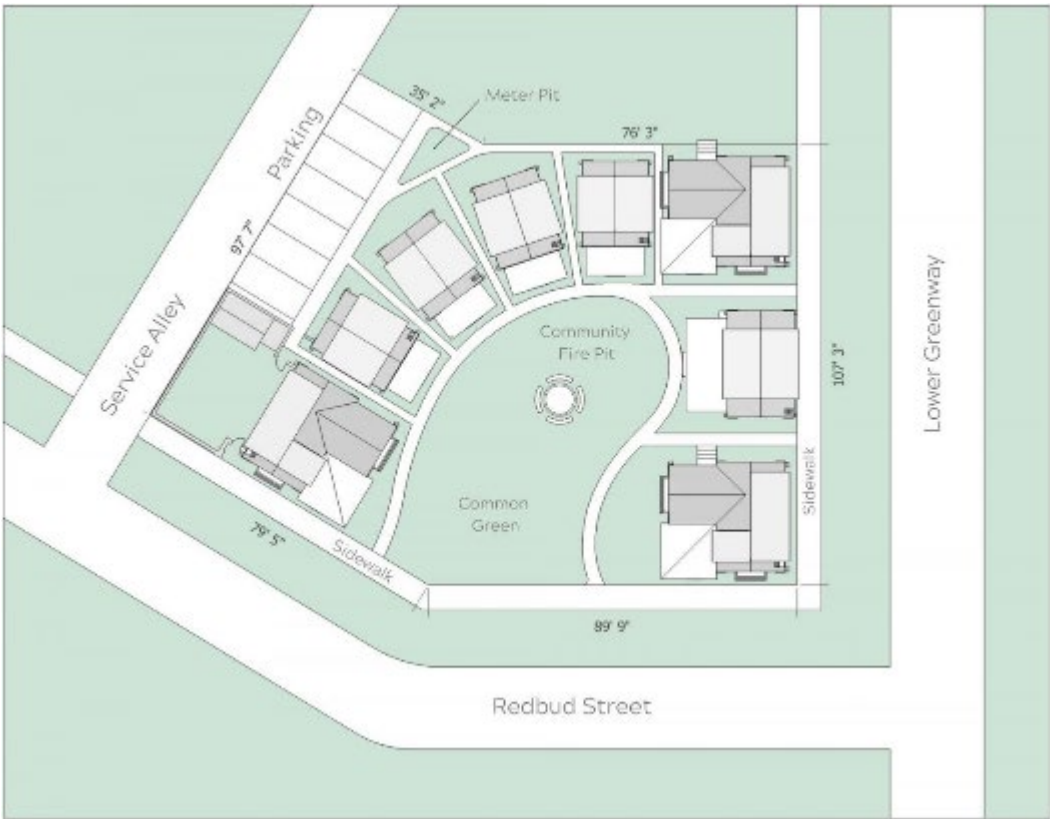 35' 2"
Meter Pit
76' 3"
Parking
97' 7"
Service Alley
Community
Fire Pit
107' 3"
Lower Greenway
Sidewalk
Common
Green
79' 5"
Sidewalk
89' 9"
Redbud Street